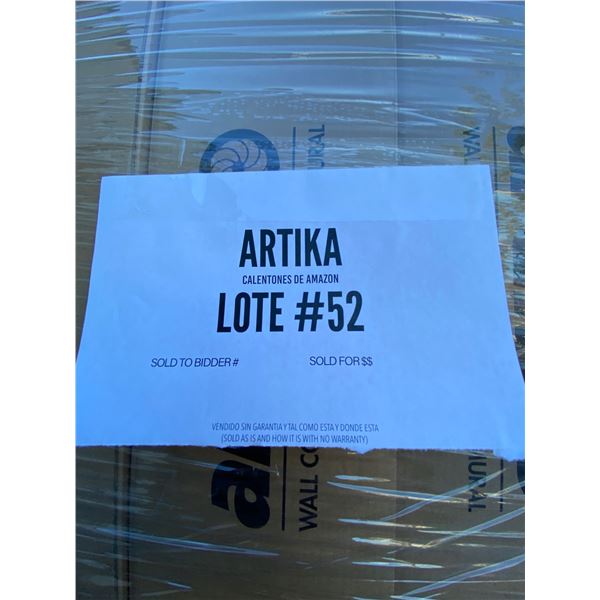 ARTIKA
CALENTONES DE AMAZON
LOTE #52
SOLD TO BIDDER #
SOLD FOR $$
VENDIDO SIN GARANTIA Y TAL COMO ESTA Y DONDE ESTA
(SOLD AS IS AND HOW IT IS WITH NO WARRANTY)
WALL